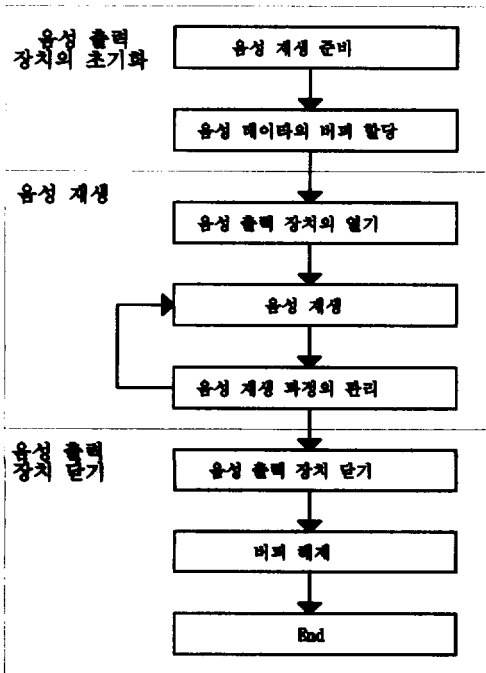 음성 출력
장치의 초기화
음성 재생 준비
음성 데이타의 버퍼 할당
음성 재생
음성 출력 장치의 열기
음성 재생
음성 재생 과정의 관리
음성 출력
장치 닫기
음성 출력 장치 닫기
버퍼 해제
End